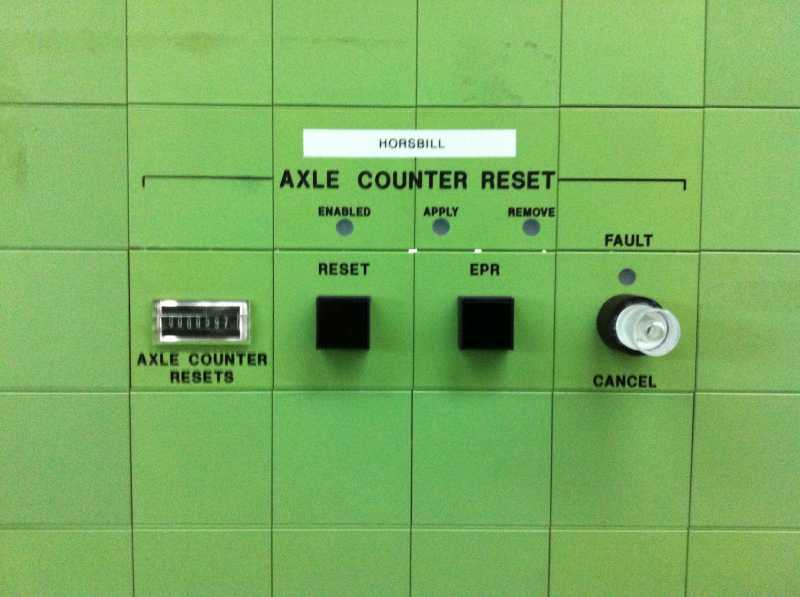 HORSBILL
AXLE COUNTER RESET
ENABLED APPLY REMOVE
FAULT
RESET EPR
AXLE COUNTER
RESETS
CANCEL